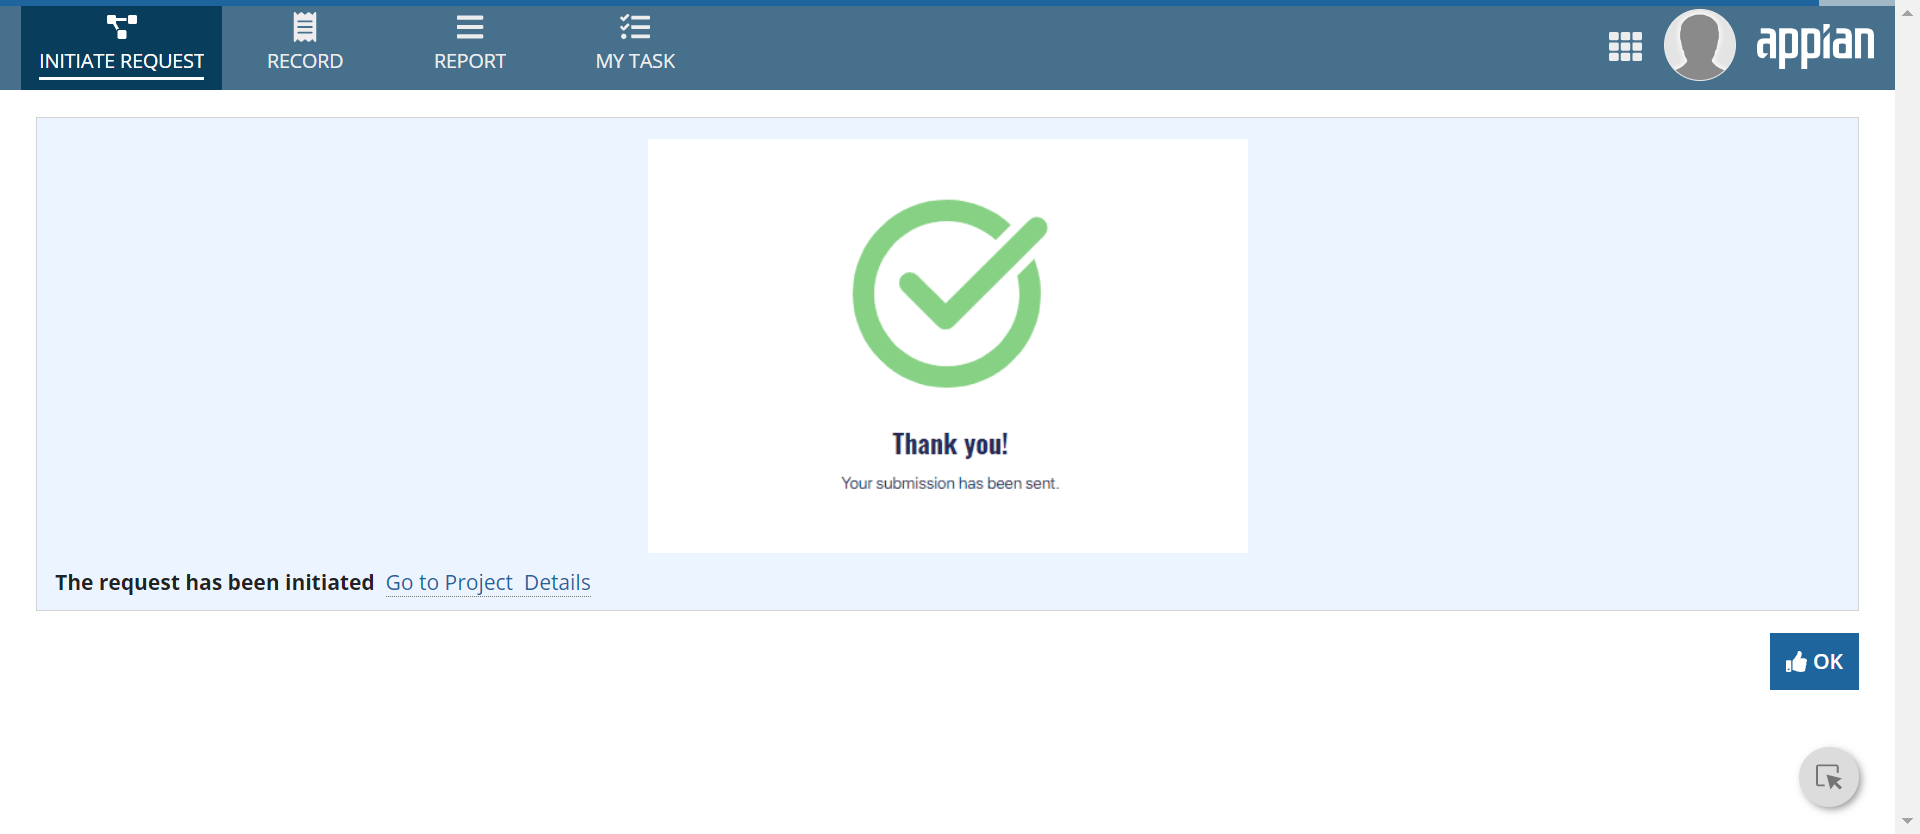 INITIATE REQUEST
RECORD
REPORT
MY TASK
appian
Thank you!
Your submission has been sent.
The request has been initiated Go to Project Details
OK